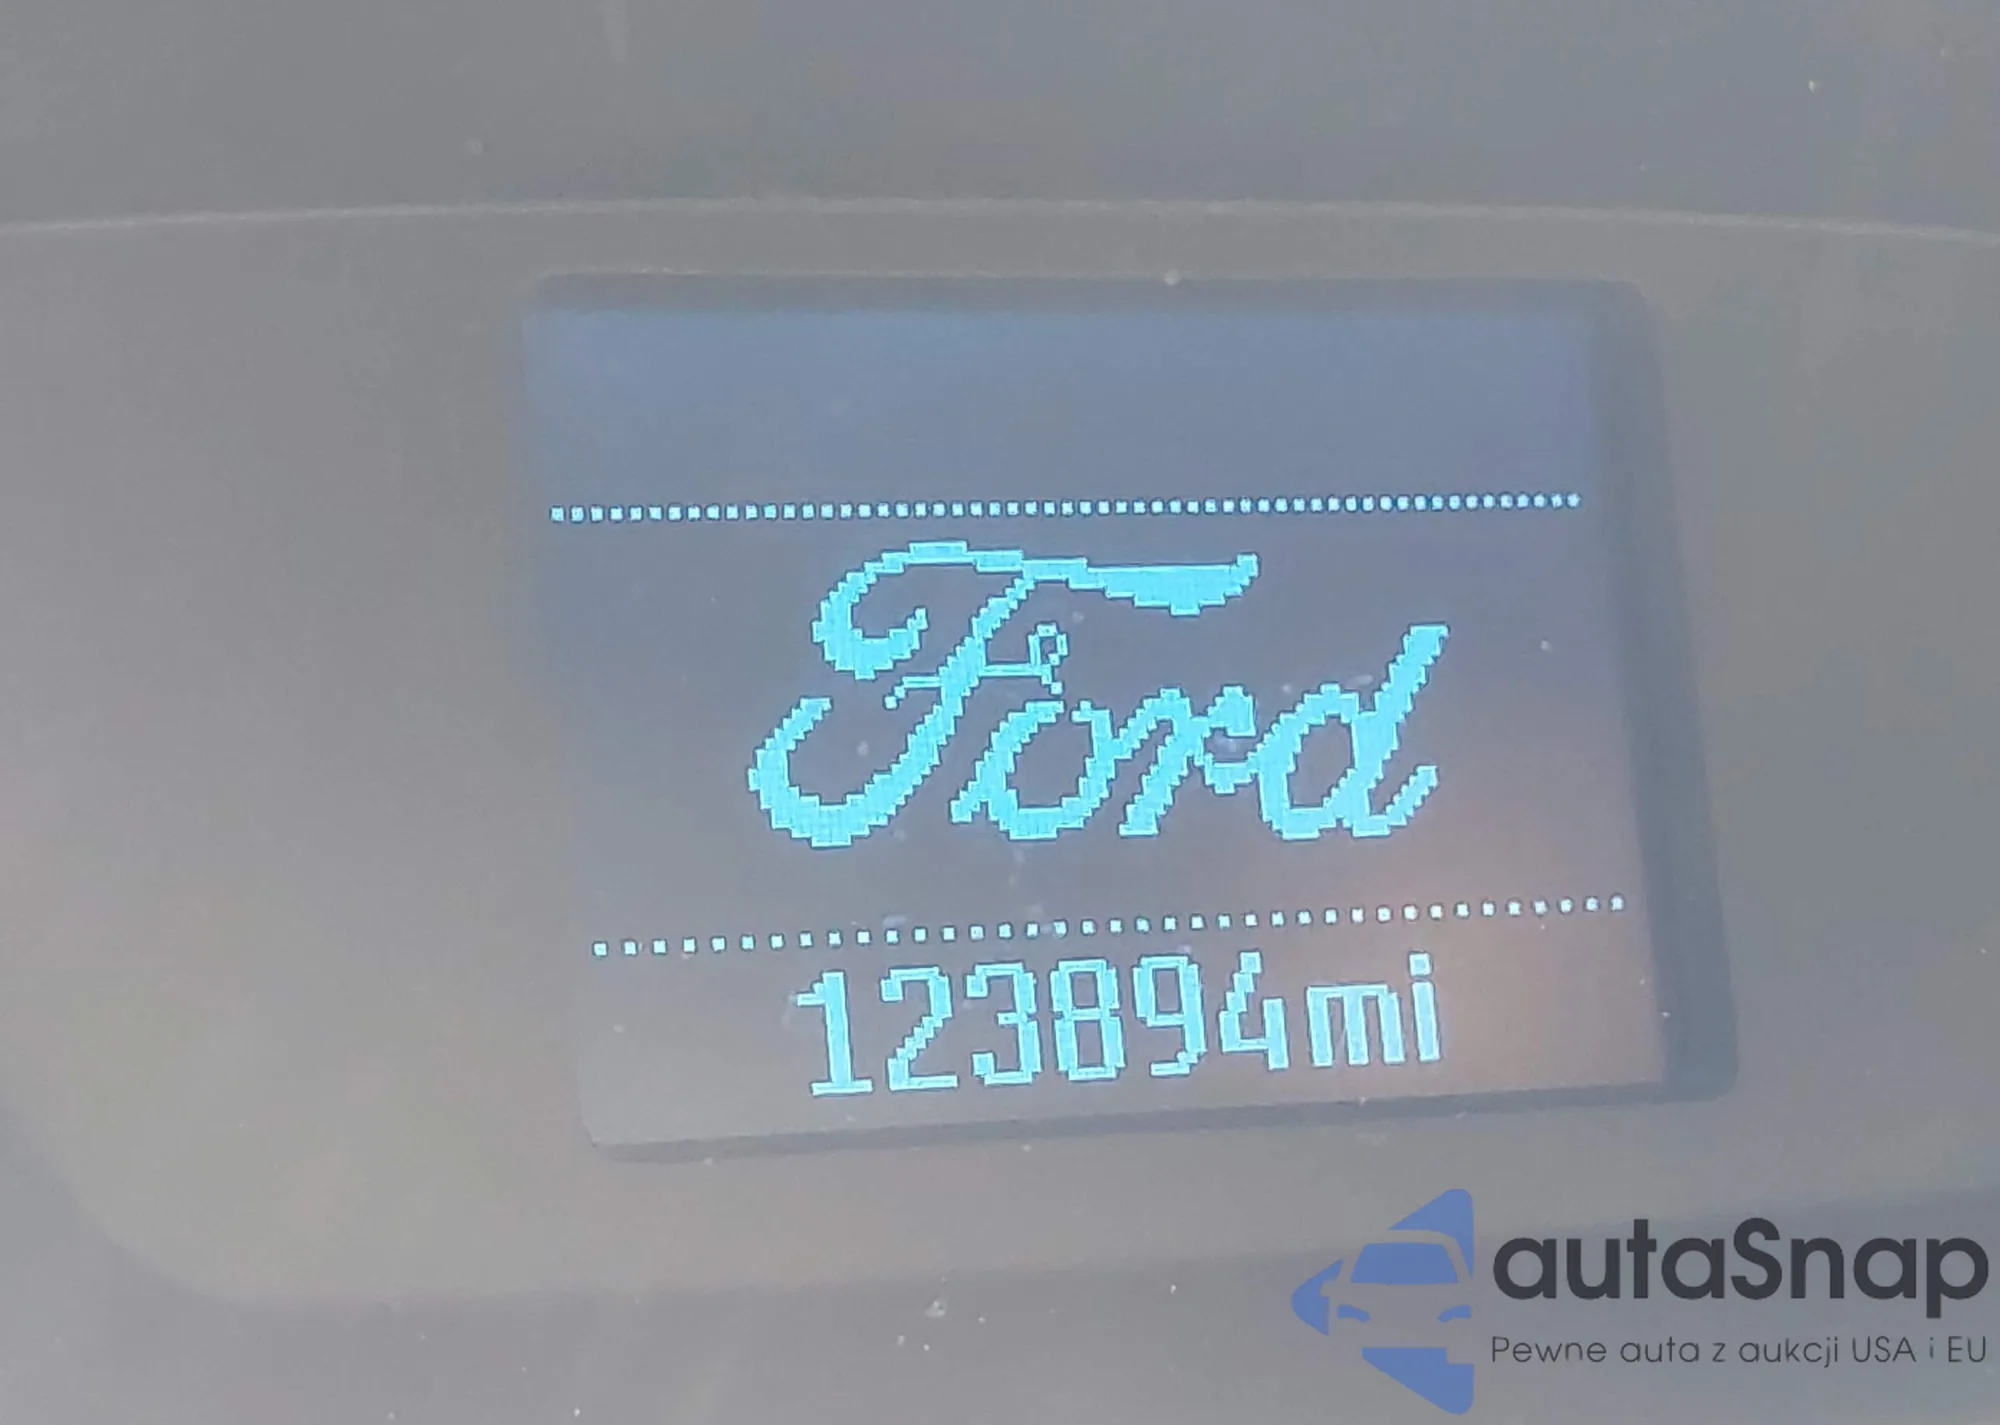 Ford
123894mi
autaSnap
Pewne auta z aukcji USA i EU